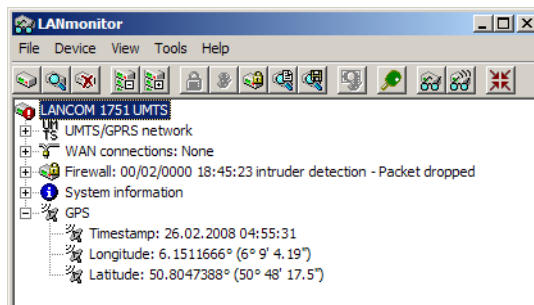 LANmonitor
File Device View Tools Help
LANCOM 1751 UMTS
UM
TS
UMTS/GPRS network
WAN connections: None
Firewall: 00/02/0000 18:45:23 intruder detection - Packet dropped
System information
GPS
Timestamp: 26.02.2008 04:55:31
Longitude: 6.1511666° (6° 9' 4.19")
Latitude: 50.8047388° (50° 48' 17.5")